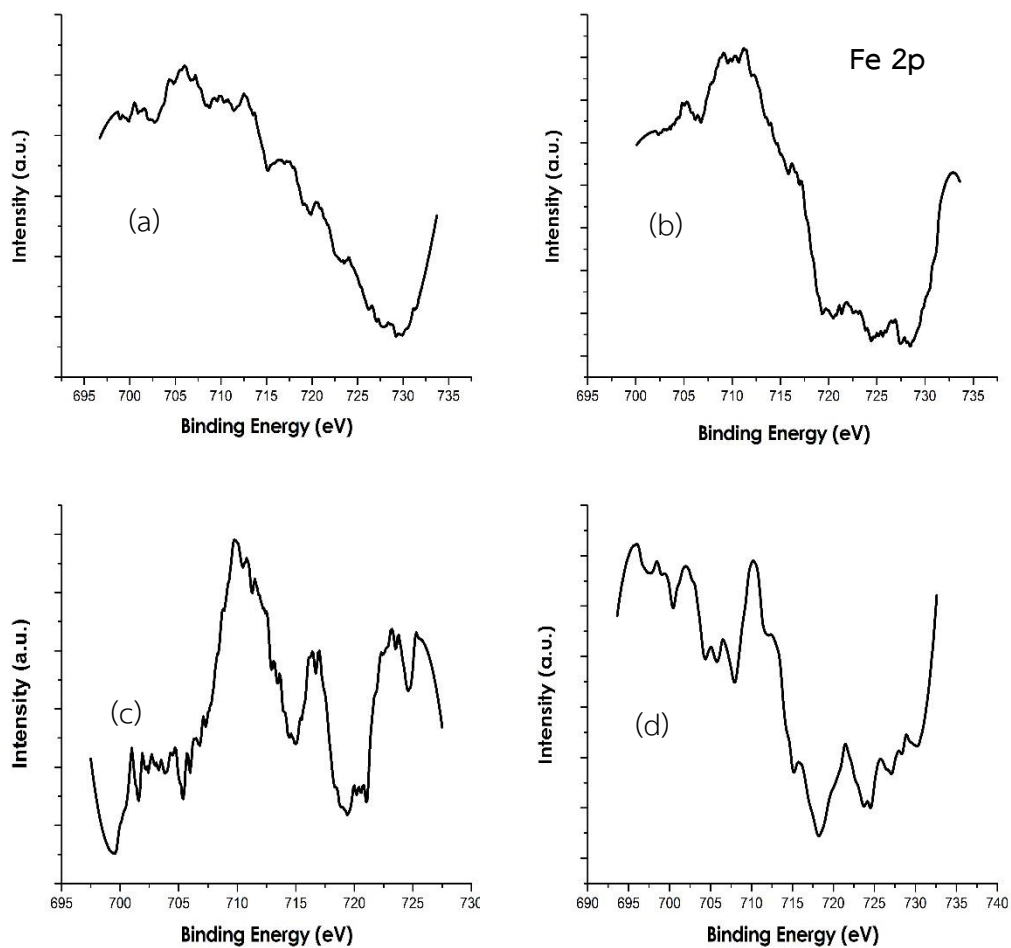 Fe 2p
Intensity (a.u.)
(a)
695 700 705 710 715 720 725 730 735
Binding Energy (eV)
Intensity (a.u.)
(b)
695 700 705 710 715 720 725 730 735
Binding Energy (eV)
Intensity (a.u.)
(c)
695 700 705 710 715 720 725 730
Binding Energy (eV)
Intensity (a.u.)
(d)
690 695 700 705 710 715 720 725 730 735 740
Binding Energy (eV)